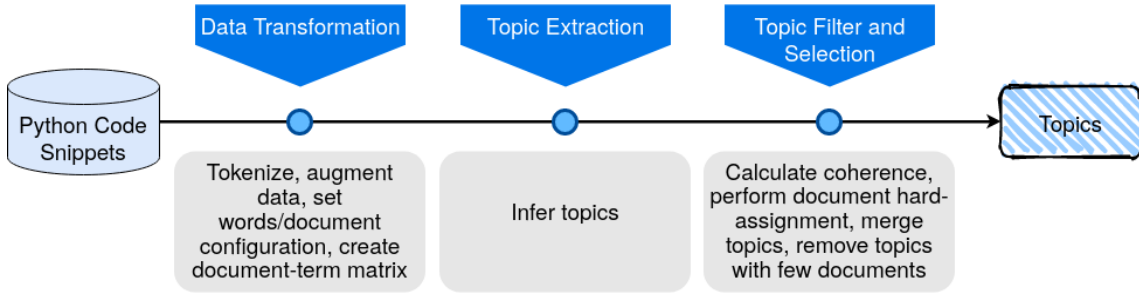 Data Transformation
Topic Extraction
Topic Filter and
Selection
Python Code
Snippets
Topics
Tokenize, augment
data, set
words/document
configuration, create
document-term matrix
Infer topics
Calculate coherence,
perform document hard-
assignment, merge
topics, remove topics
with few documents